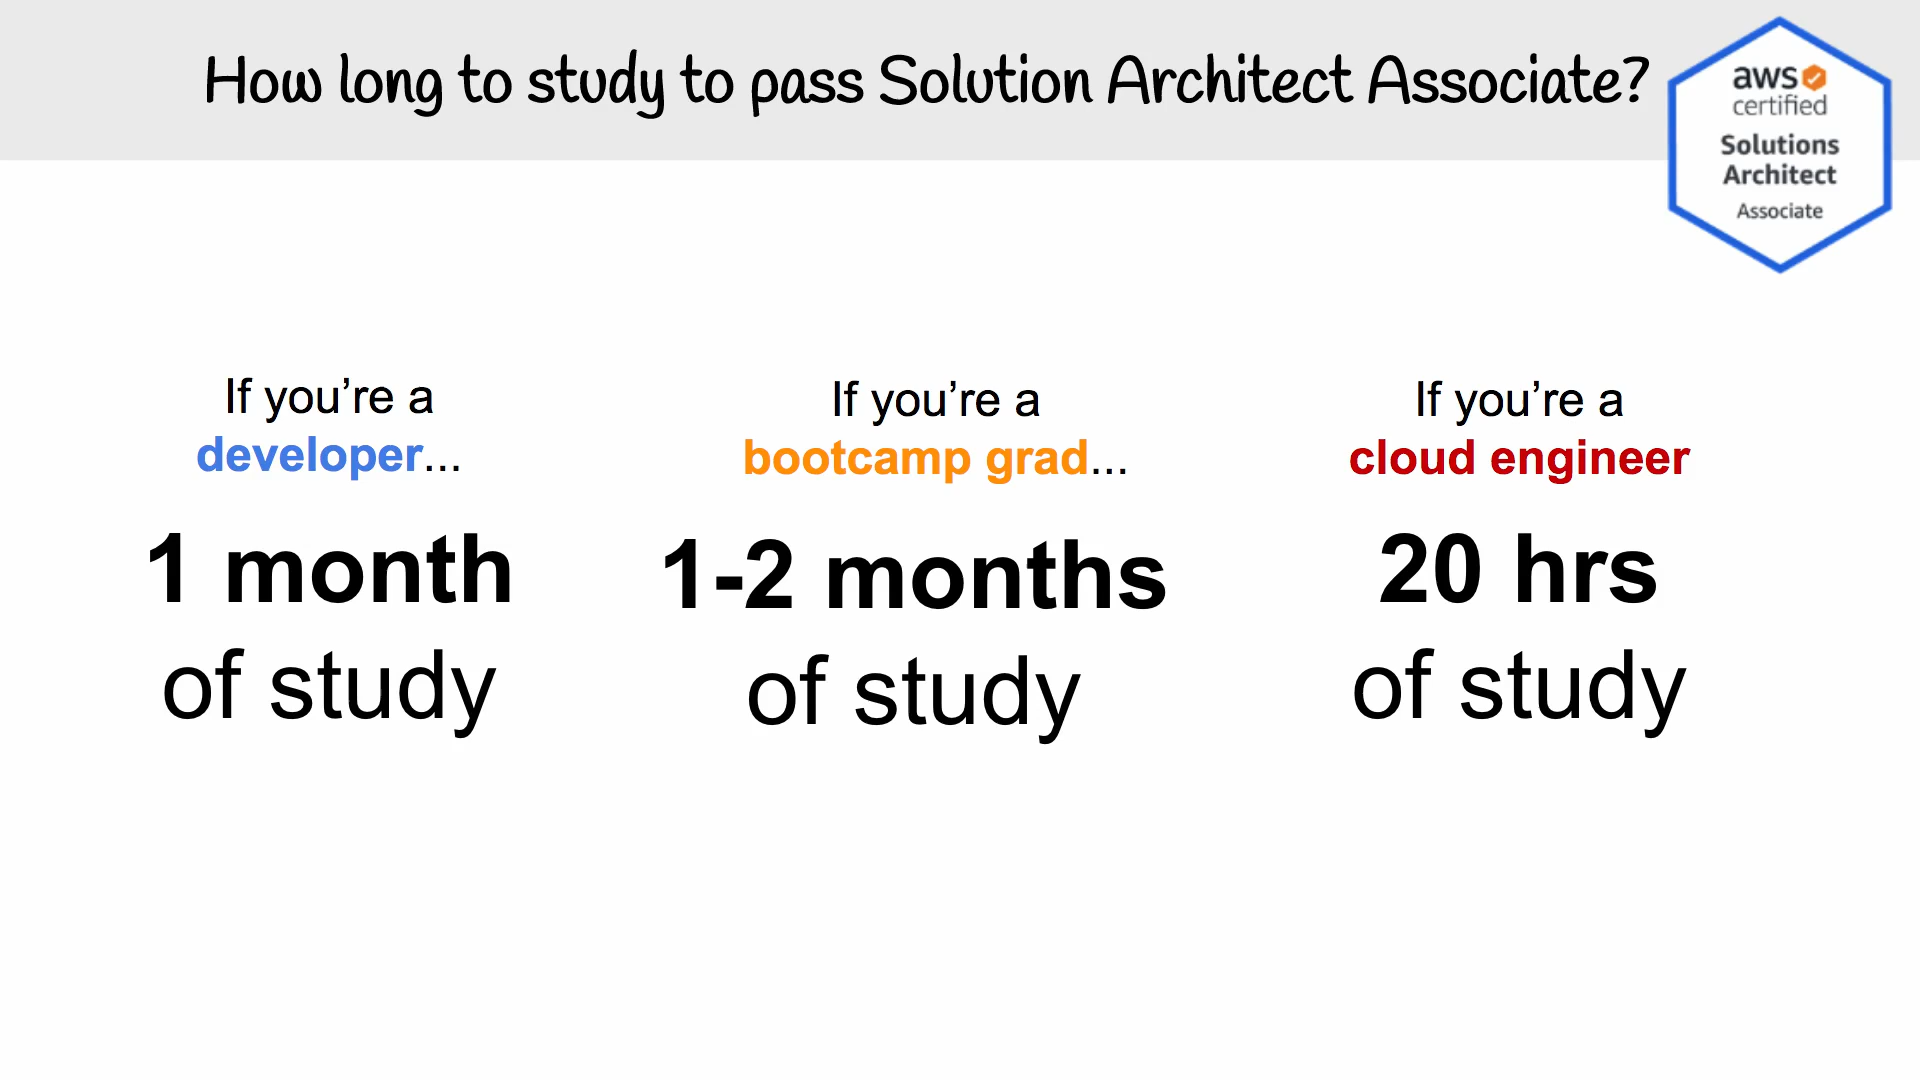 How long to study to pass Solution Architect Associate?
aws
certified
Solutions
Architect
Associate
If you’re a
developer...
1 month
of study
If you’re a
bootcamp grad...
1-2 months
of study
If you’re a
cloud engineer
20 hrs
of study